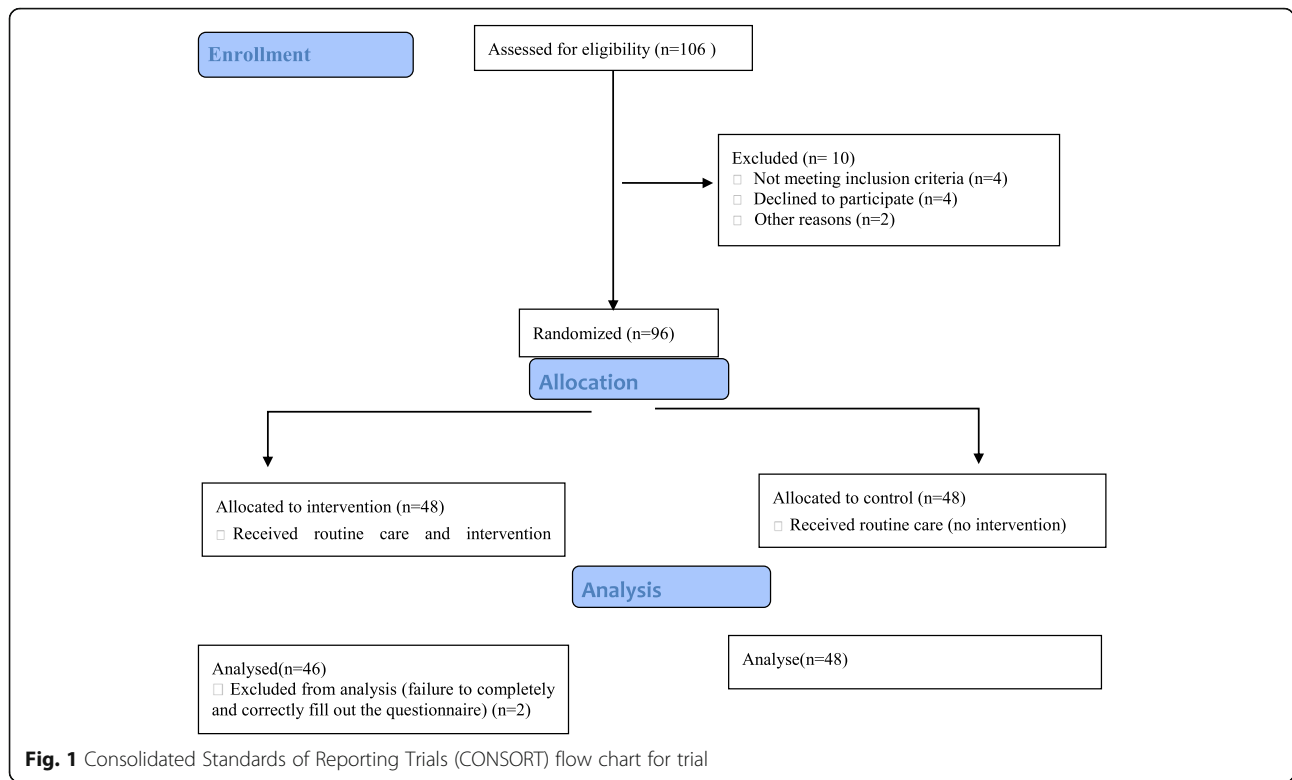 Enrollment
Assessed for eligibility (n=106 )
Excluded (n= 10)
Not meeting inclusion criteria (n=4)
Declined to participate (n=4)
Other reasons (n=2)
Randomized (n=96)
Allocation
Allocated to intervention (n=48)
Received routine care and intervention
Allocated to control (n=48)
Received routine care (no intervention)
Analysis
Analysed(n=46)
Excluded from analysis (failure to completely
and correctly fill out the questionnaire) (n=2)
Analyse(n=48)
Fig. 1 Consolidated Standards of Reporting Trials (CONSORT) flow chart for trial